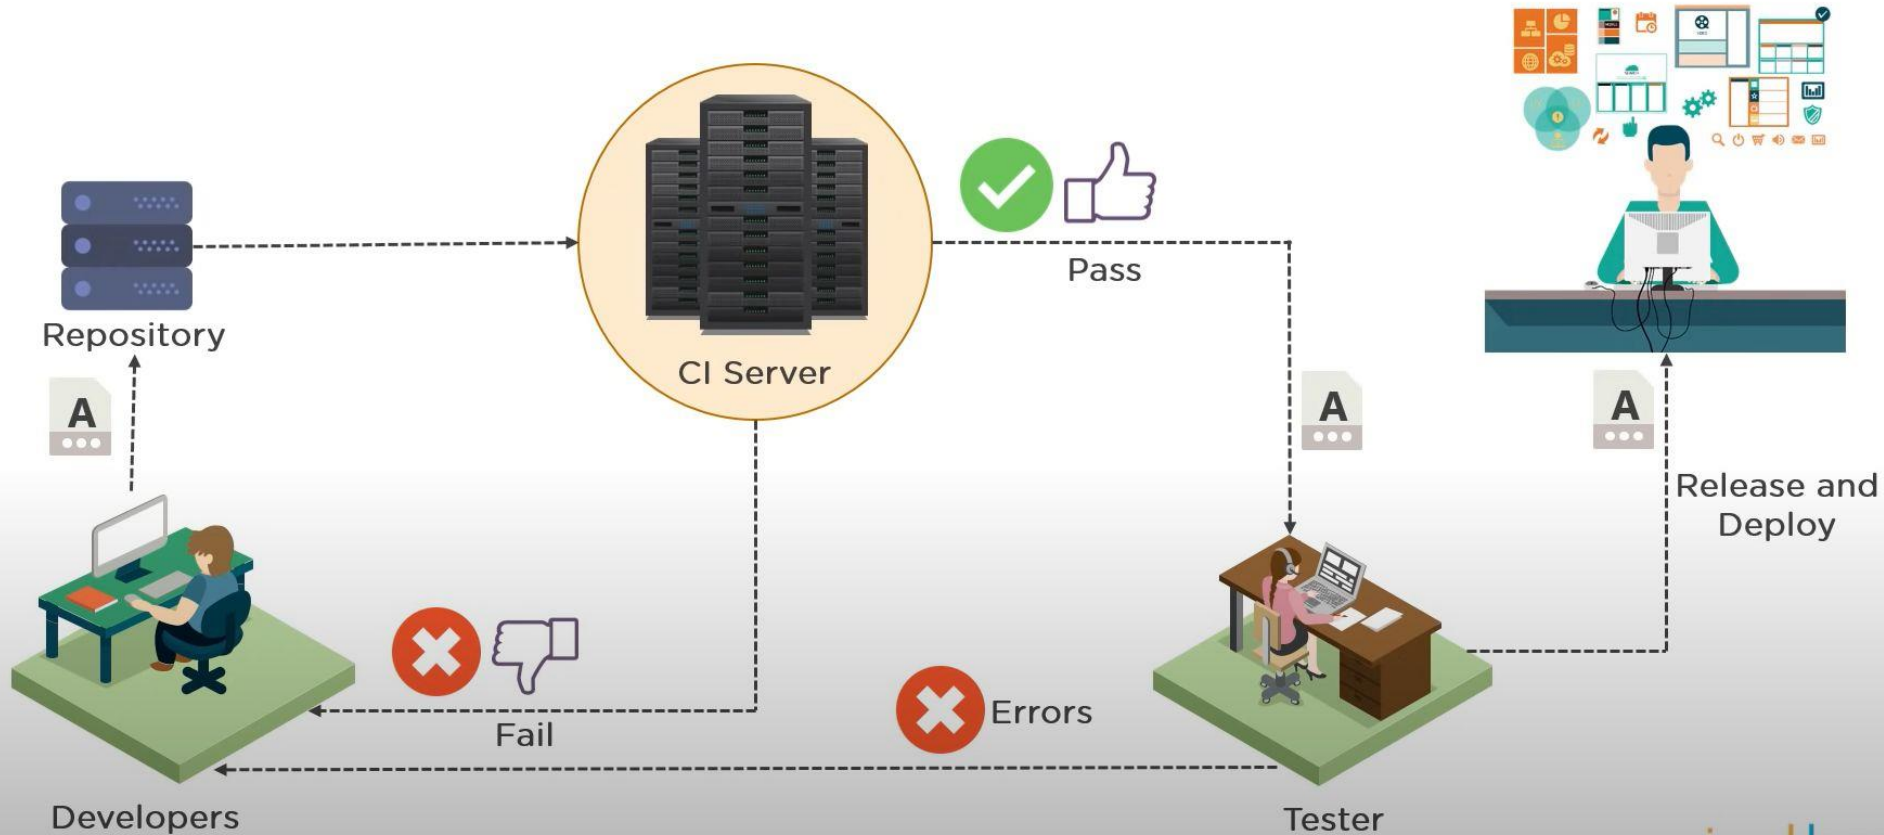 Repository
A
CI Server
Pass
A
A
Release and
Deploy
Fail
Errors
Developers
Tester